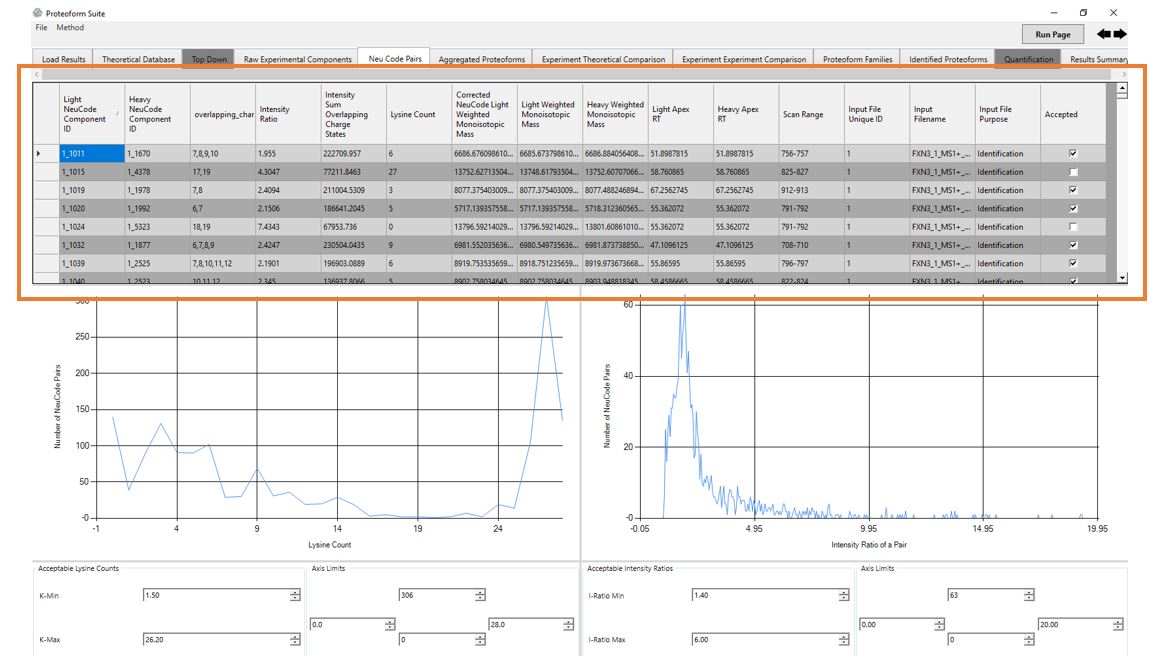 Proteoform Suite
File Method
Run Page
Load Results Theoretical Database Top Down Raw Experimental Components Neu Code Pairs Aggregated Proteoforms Experiment Theoretical Comparison Experiment Experiment Comparison Proteoform Families Identified Proteoforms Quantification Results Summary
Light NeuCode Component ID Heavy NeuCode Component ID overlapping_char Intensity Ratio Intensity Sum Overlapping Charge States Lysine Count Corrected NeuCode Light Weighted Monoisotopic Mass Light Weighted Monoisotopic Mass Heavy Weighted Monoisotopic Mass Light Apex RT Heavy Apex RT Scan Range Input File Unique ID Input Filename Input File Purpose Accepted
1_1011 1_1670 7,8,9,10 1.955 222709.957 6 6686.676098610... 6685.673798610... 6686.884056408... 51.8987815 51.8987815 756-757 1 FXN3_1_MS1+_... Identification
1_1015 1_4378 17,19 4.3047 77211.8463 27 13762.62713504... 13748.61793504... 13752.60707066... 58.760865 58.760865 825-827 1 FXN3_1_MS1+_... Identification
1_1019 1_1978 7,8 2.4094 211004.5309 3 8077.375403009... 8077.375403009... 8077.488246894... 67.2562745 67.2562745 912-913 1 FXN3_1_MS1+_... Identification
1_1020 1_1992 6,7 2.1506 186641.2045 5 5717.139357558... 5717.139357558... 5718.312360565... 55.362072 55.362072 791-792 1 FXN3_1_MS1+_... Identification
1_1024 1_5323 18,19 7.4343 67953.736 0 13796.59214029... 13796.59214029... 13801.60861010... 55.362072 55.362072 791-792 1 FXN3_1_MS1+_... Identification
1_1032 1_1877 6,7,8,9 2.4247 230504.0435 9 6981.552035636... 6980.549735636... 6981.873738850... 47.1096125 47.1096125 708-710 1 FXN3_1_MS1+_... Identification
1_1039 1_2525 7,8,10,11,12 2.1901 196903.0889 6 8919.753535659... 8918.751235659... 8919.973673668... 55.86595 55.86595 796-797 1 FXN3_1_MS1+_... Identification
1_1040 1_2523 10,11,12 2.345 136937.8066 5 8902.758034645... 8902.758034645... 8903.948818345... 58.4586665 58.4586665 822-824 1 FXN3_1_MS1+_... Identification
300
250
200
150
100
50
-0
-1 4 9 14 19 24
Number of NeuCode Pairs
Lysine Count
60
40
20
-0
-0.05 4.95 9.95 14.95 19.95
Number of NeuCode Pairs
Intensity Ratio of a Pair
Acceptable Lysine Counts Axis Limits Acceptable Intensity Ratios Axis Limits
K-Min 1.50 306 I-Ratio Min 1.40 63
0.0 28.0 0.00 20.00
K-Max 26.20 0 I-Ratio Max 6.00 0